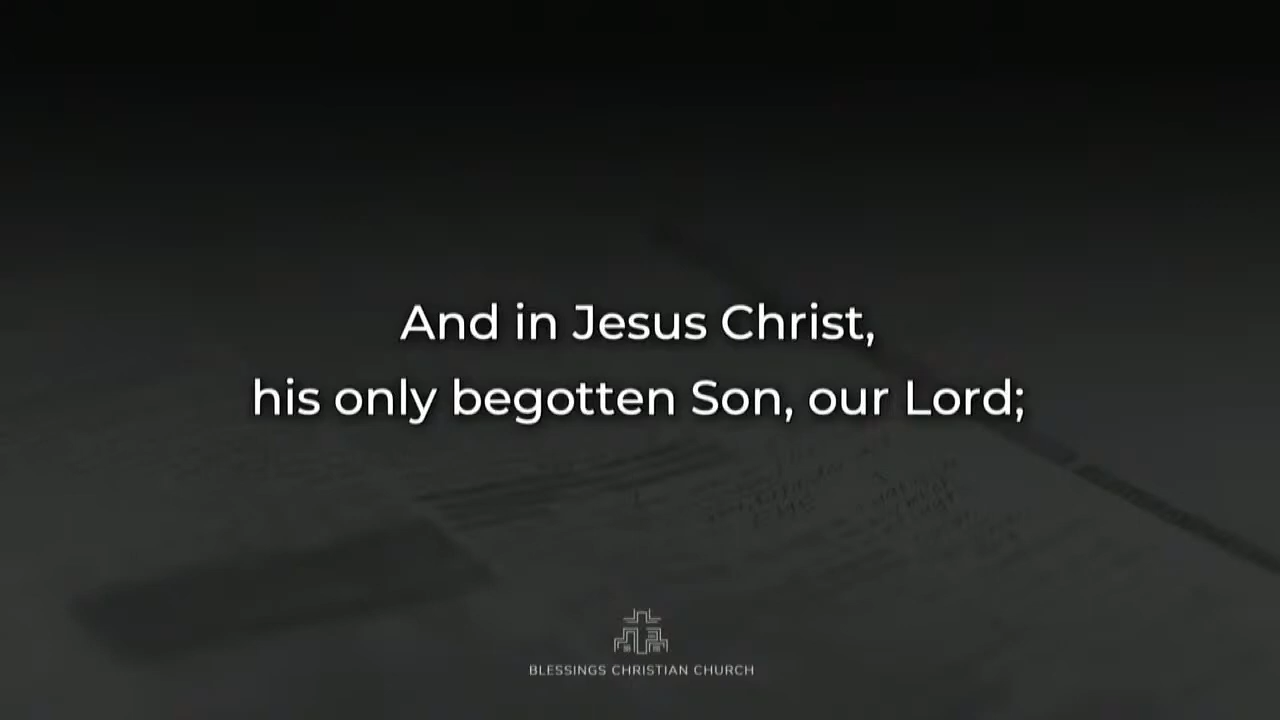 And in Jesus Christ,
his only begotten Son, our Lord;
BLESSINGS CHRISTIAN CHURCH